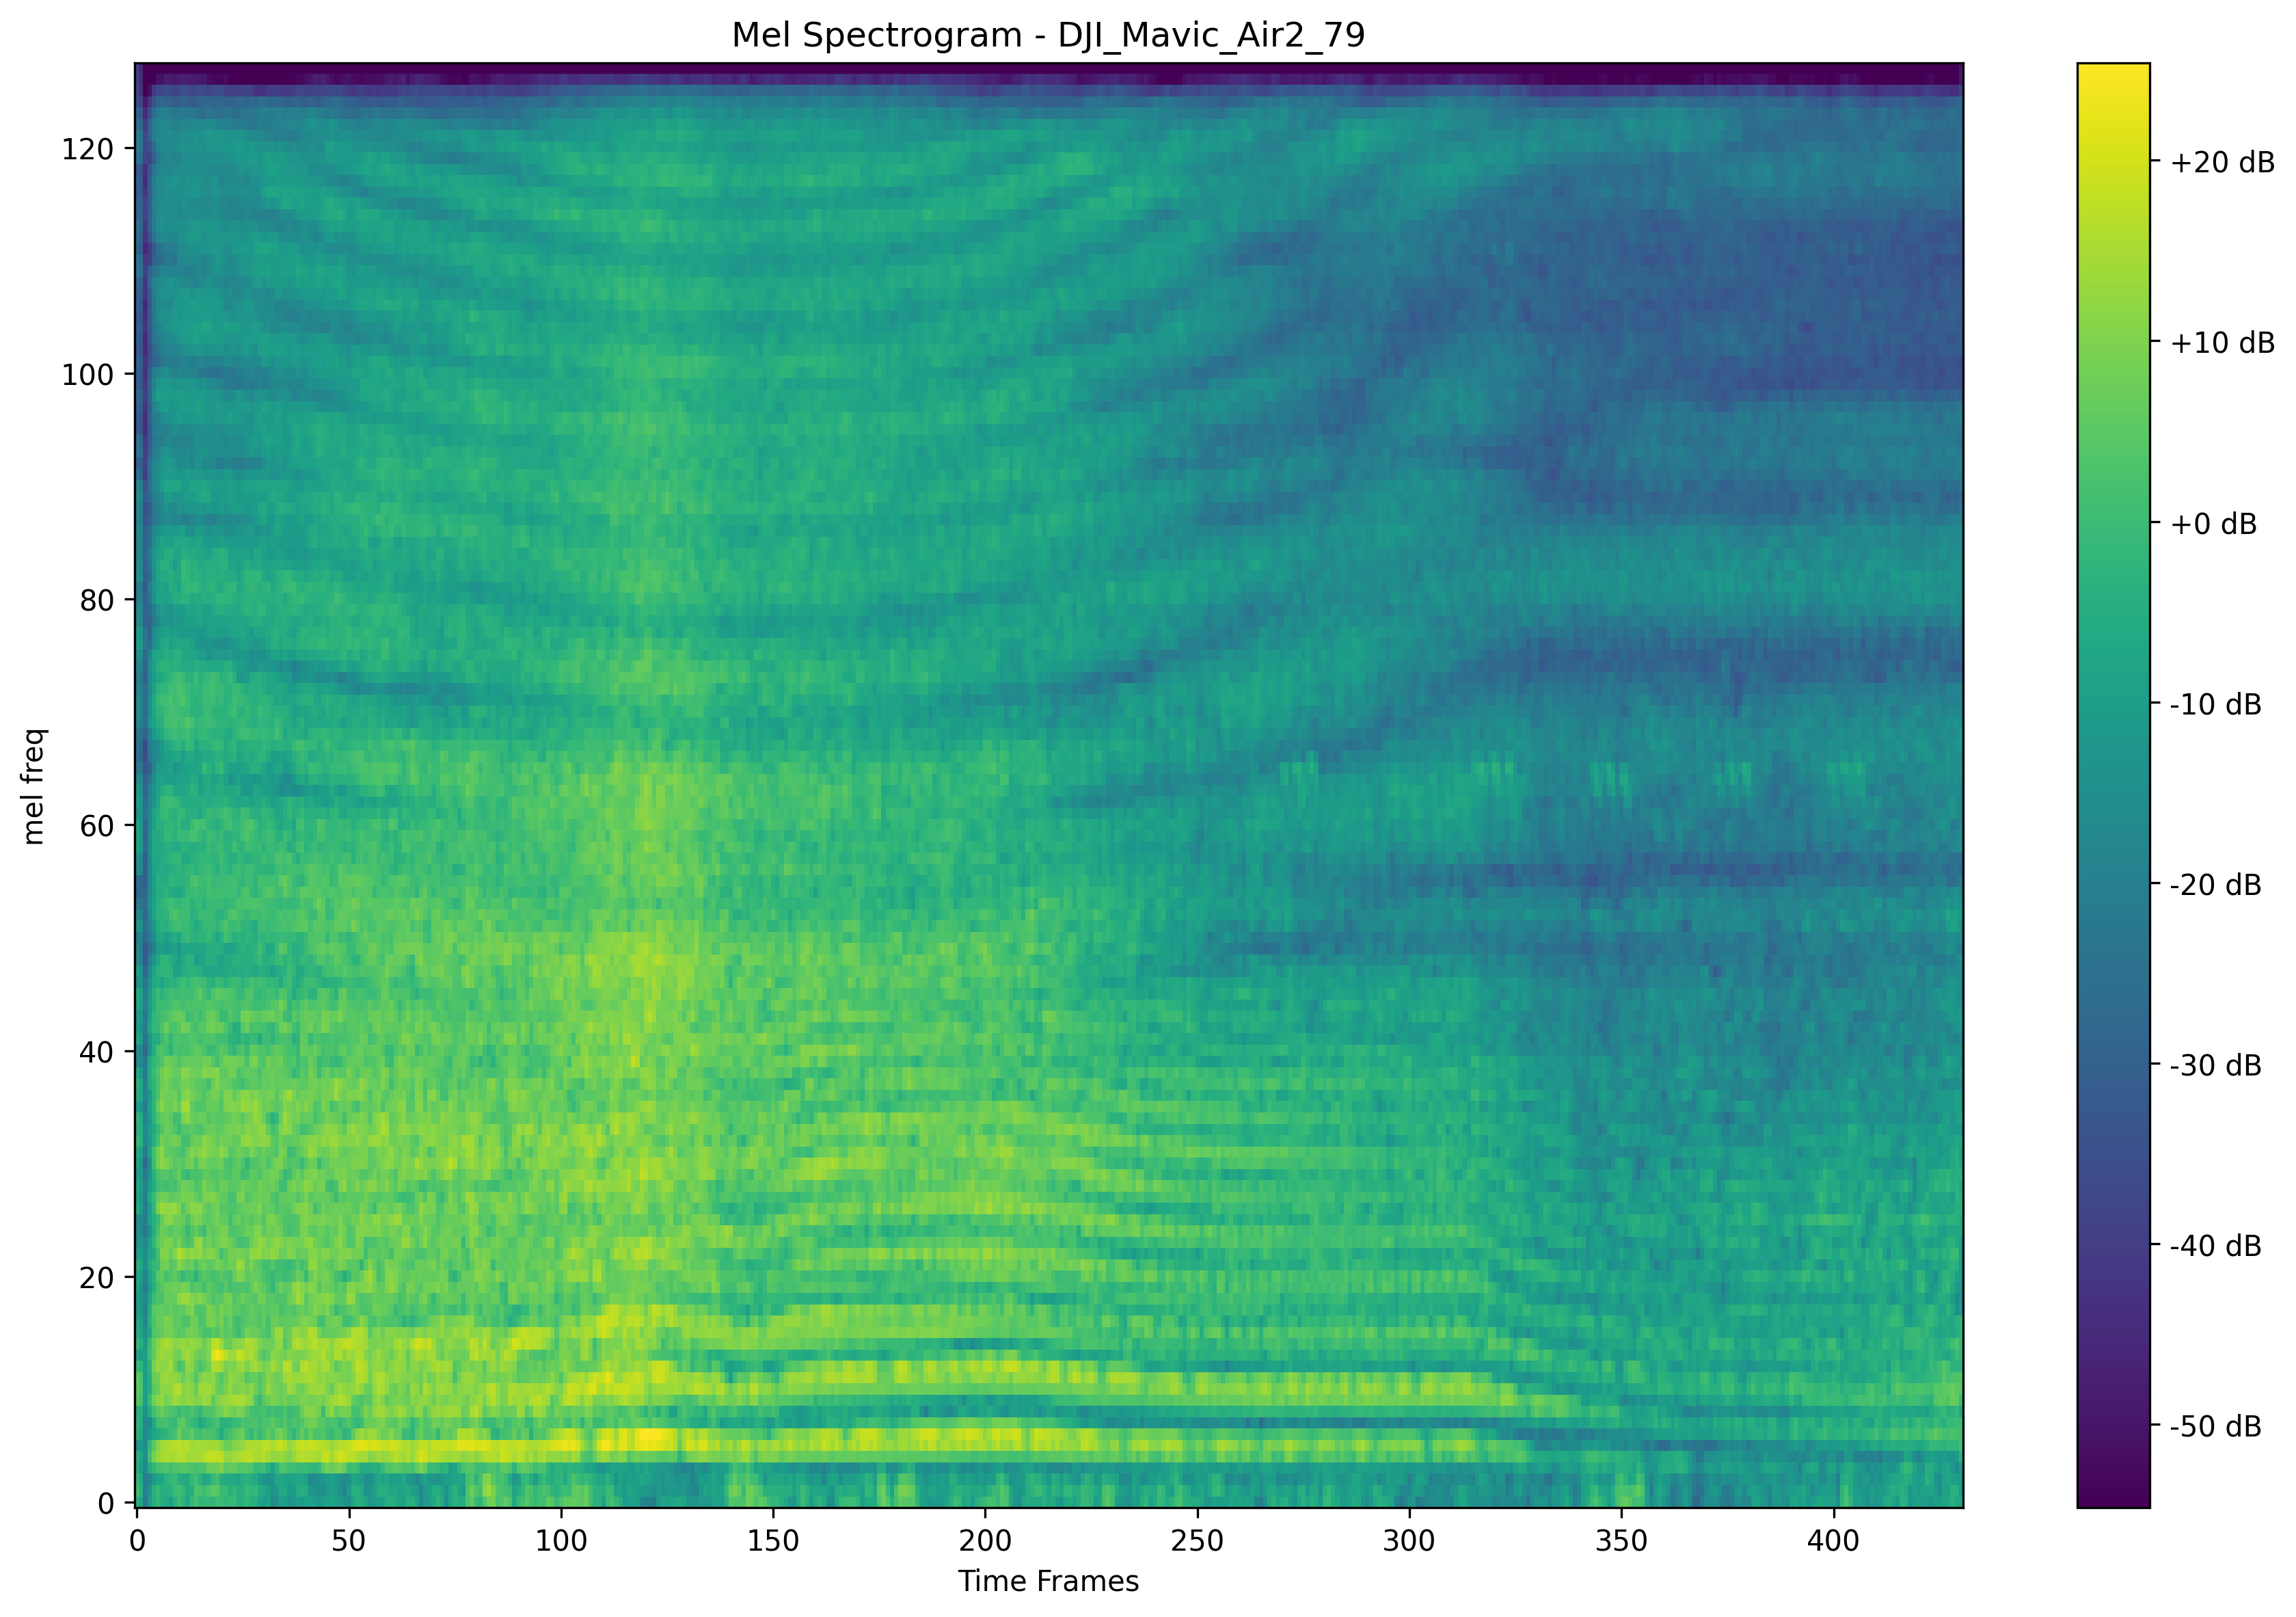 Mel Spectrogram - DJI_Mavic_Air2_79
mel freq
120
100
80
60
40
20
0
0 50 100 150 200 250 300 350 400
Time Frames
+20 dB
+10 dB
+0 dB
-10 dB
-20 dB
-30 dB
-40 dB
-50 dB